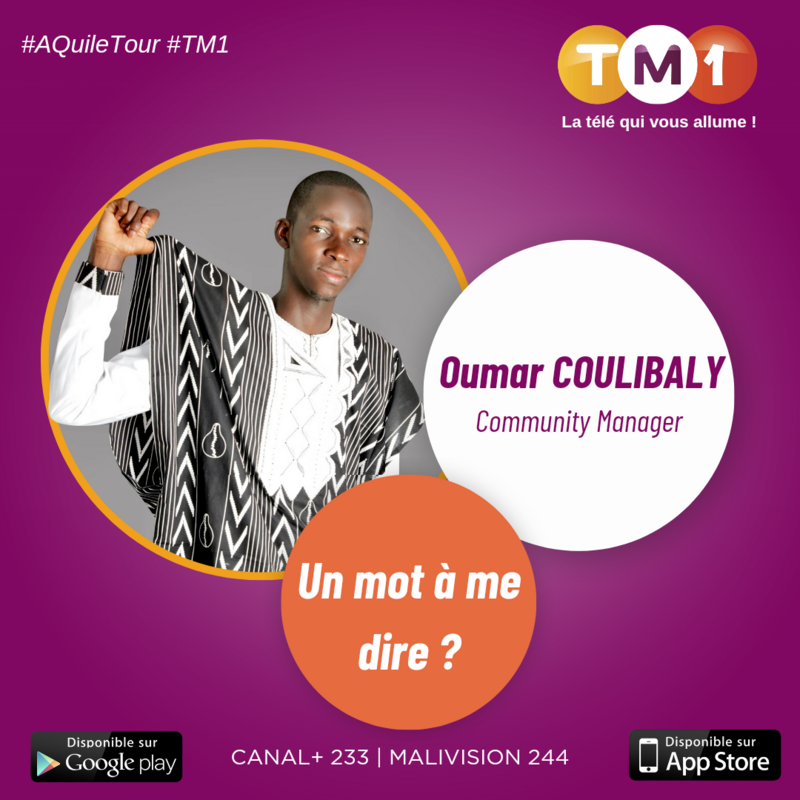 #AQuileTour #TM1
TM1
La télé qui vous allume !
Oumar COULIBALY
Community Manager
Un mot à me
dire ?
Disponible sur
Google play
CANAL+ 233 | MALIVISION 244
Disponible sur
App Store